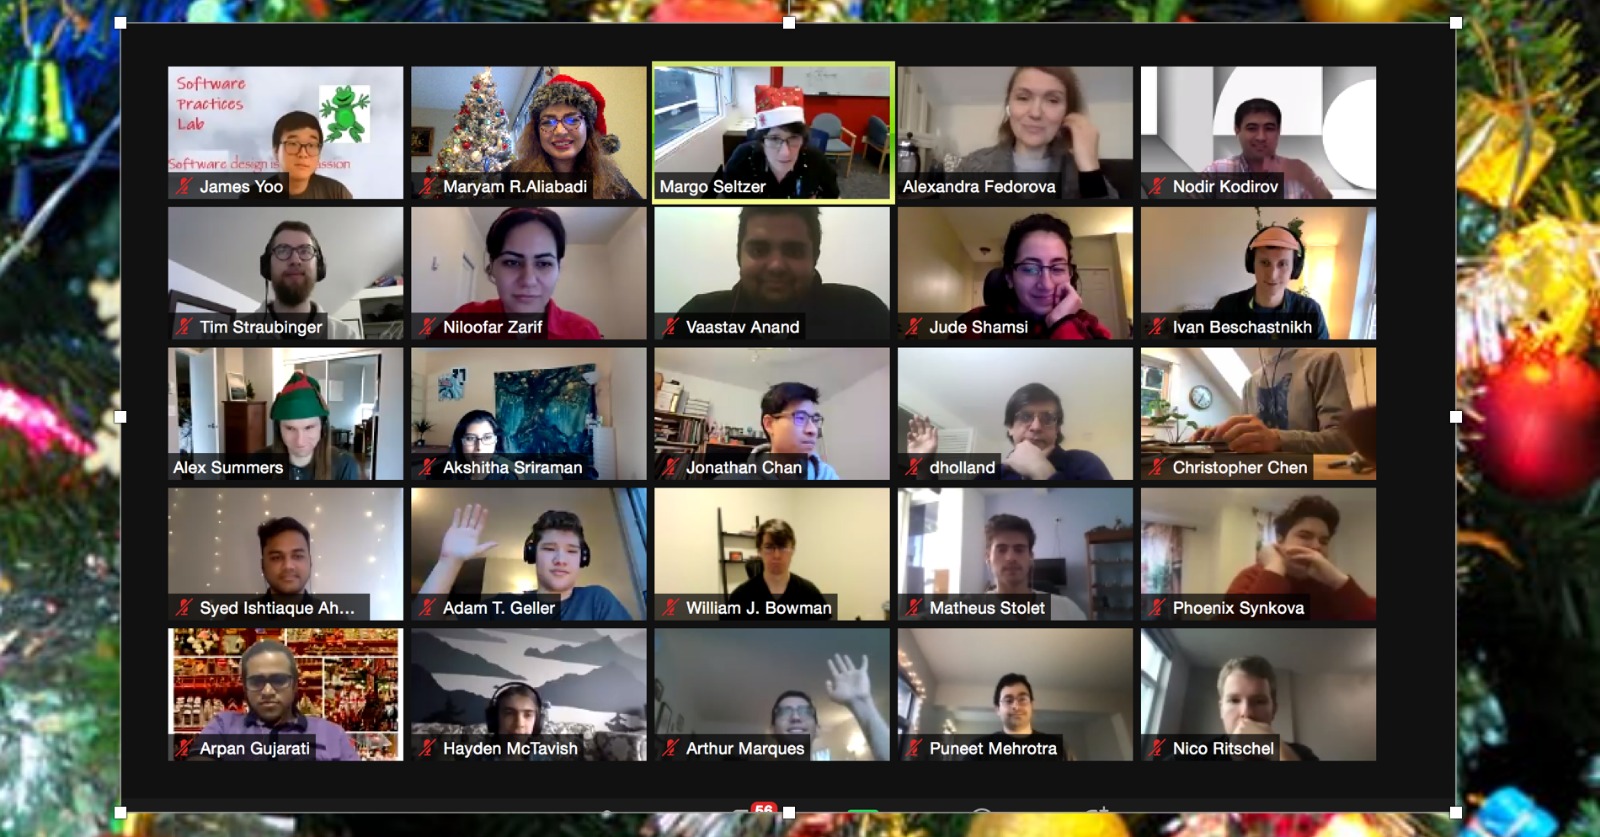 Software
Practices
Lab
Software design is
ssion
James Yoo
Maryam R.Aliabadi
Margo Seltzer
Alexandra Fedorova
Nodir Kodirov
Tim Straubinger
Niloofar Zarif
Vaastav Anand
Jude Shamsi
Ivan Beschastnikh
Alex Summers
Akshitha Sriraman
Jonathan Chan
dholland
Christopher Chen
Syed Ishtiaque Ah...
Adam T. Geller
William J. Bowman
Matheus Stolet
Phoenix Synkova
Arpan Gujarati
Hayden McTavish
Arthur Marques
Puneet Mehrotra
Nico Ritschel
56